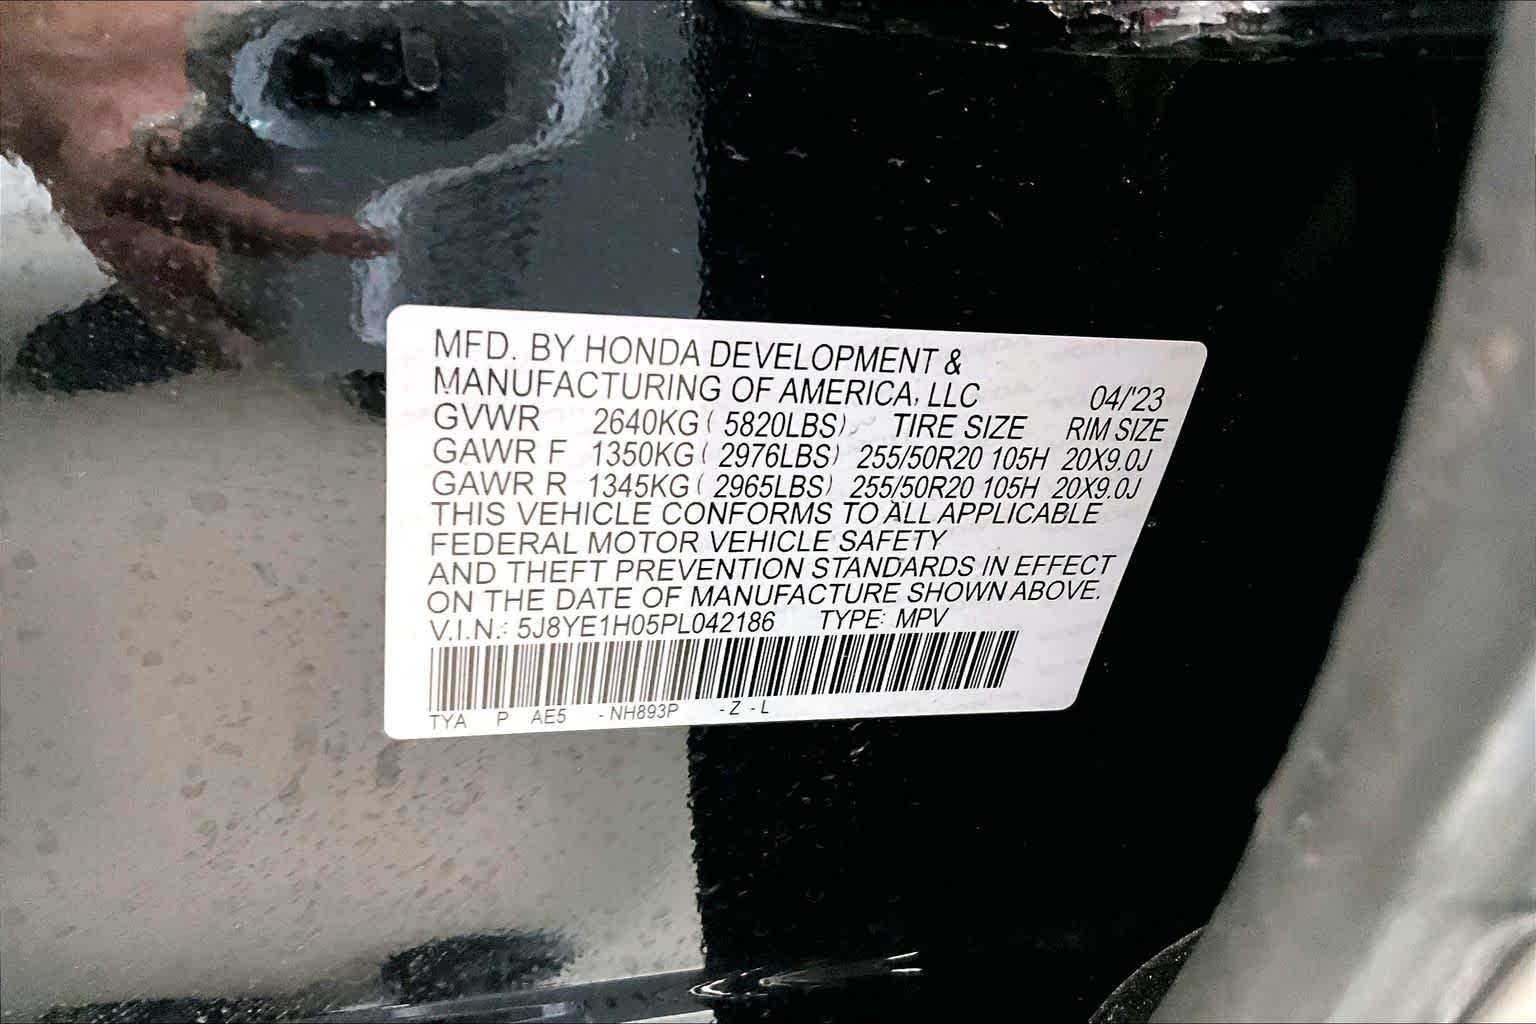 MFD. BY HONDA DEVELOPMENT &
MANUFACTURING OF AMERICA, LLC 04/'23
GVWR 2640KG ( 5820LBS) TIRE SIZE RIM SIZE
GAWR F 1350KG ( 2976LBS) 255/50R20 105H 20X9.0J
GAWR R 1345KG ( 2965LBS) 255/50R20 105H 20X9.0J
THIS VEHICLE CONFORMS TO ALL APPLICABLE
FEDERAL MOTOR VEHICLE SAFETY
AND THEFT PREVENTION STANDARDS IN EFFECT
ON THE DATE OF MANUFACTURE SHOWN ABOVE.
V.I.N.: 5J8YE1H05PL042186 TYPE: MPV
TYA P AE5 - NH893P - Z - L